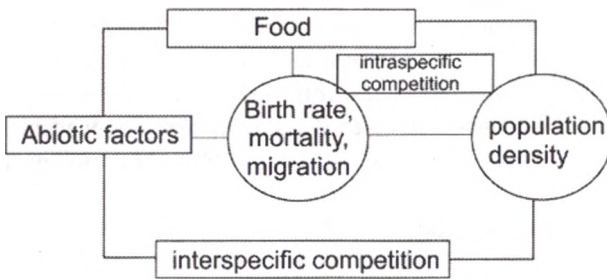 Food
intraspecific
competition
Birth rate,
mortality,
migration
Abiotic factors
population
density
interspecific competition